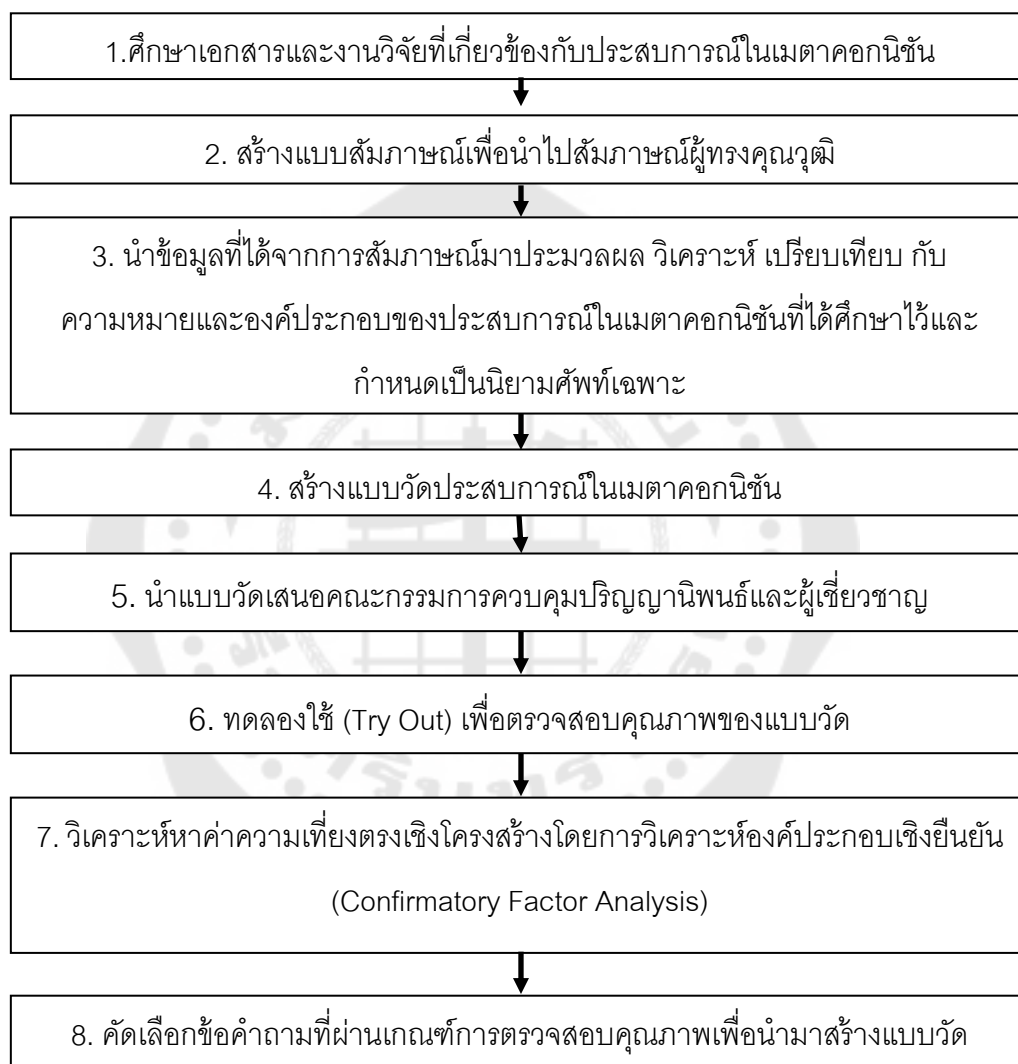 1.ศึกษาเอกสารและงานวิจัยที่เกี่ยวข้องกับประสบการณ์ในเมตาคอกนิชัน
2. สร้างแบบสัมภาษณ์เพื่อนำไปสัมภาษณ์ผู้ทรงคุณวุฒิ
3. นำข้อมูลที่ได้จากการสัมภาษณ์มาประมวลผล วิเคราะห์ เปรียบเทียบ กับ
ความหมายและองค์ประกอบของประสบการณ์ในเมตาคอกนิชันที่ได้ศึกษาไว้และ
กำหนดเป็นนิยามศัพท์เฉพาะ
4. สร้างแบบวัดประสบการณ์ในเมตาคอกนิชัน
5. นำแบบวัดเสนอคณะกรรมการควบคุมปริญญานิพนธ์และผู้เชี่ยวชาญ
6. ทดลองใช้ (Try Out) เพื่อตรวจสอบคุณภาพของแบบวัด
7. วิเคราะห์หาค่าความเที่ยงตรงเชิงโครงสร้างโดยการวิเคราะห์องค์ประกอบเชิงยืนยัน
(Confirmatory Factor Analysis)
8. คัดเลือกข้อคำถามที่ผ่านเกณฑ์การตรวจสอบคุณภาพเพื่อนำมาสร้างแบบวัด